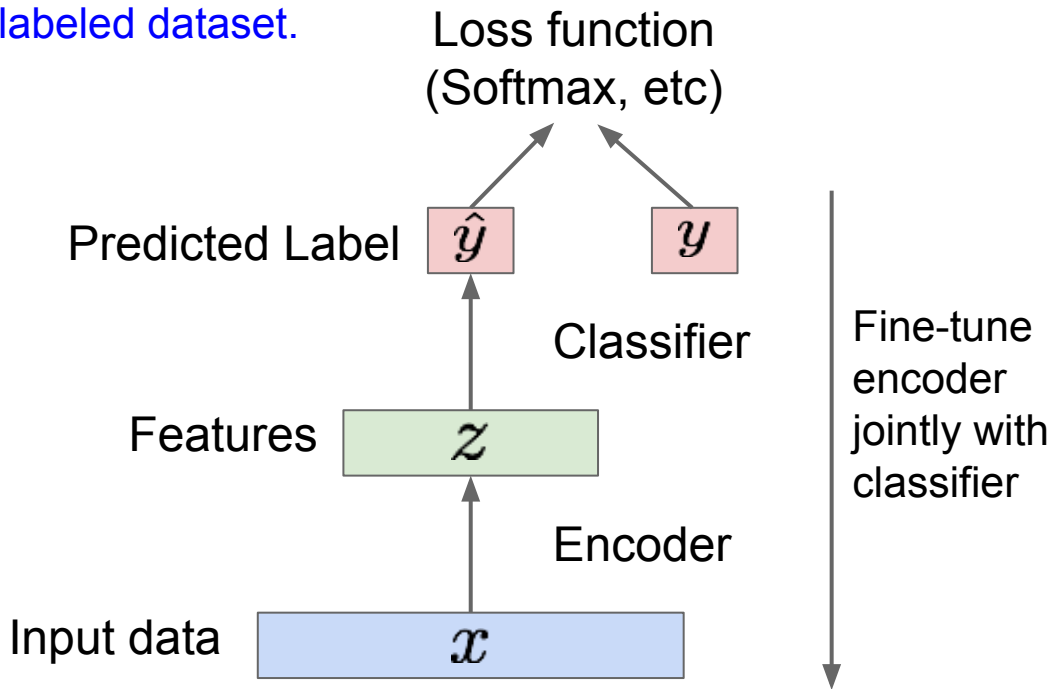 labeled dataset.
Loss function
(Softmax, etc)
Predicted Label
ŷ
y
Classifier
Fine-tune
encoder
jointly with
classifier
Features
z
Encoder
Input data
x